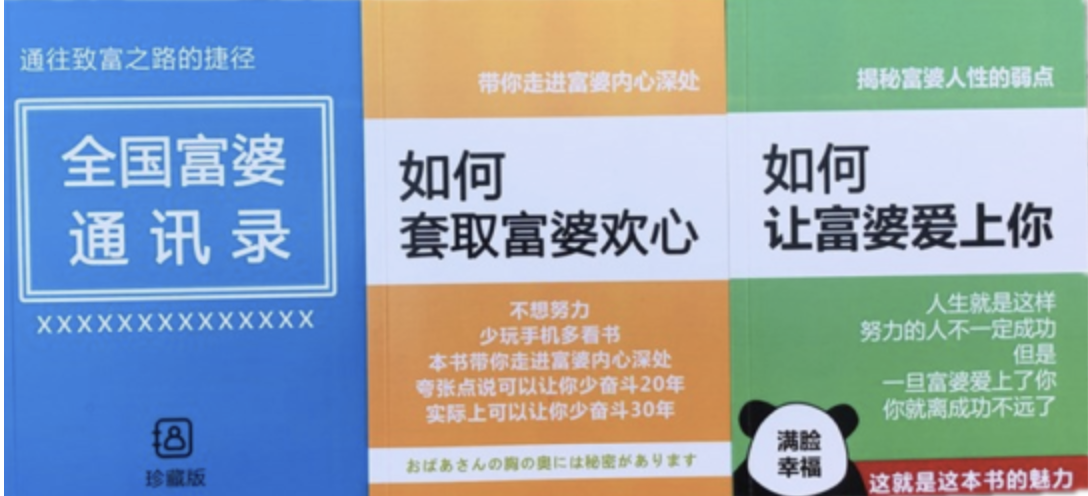 通往致富之路的捷径
全国富婆
通讯录
XXXXXXXXXXXXXX
珍藏版
带你走进富婆内心深处
如何
套取富婆欢心
不想努力
少玩手机多看书
本书带你走进富婆内心深处
夸张点说可以让你少奋斗20年
实际上可以让你少奋斗30年
おばあさんの胸の奥には秘密があります
揭秘富婆人性的弱点
如何
让富婆爱上你
人生就是这样
努力的人不一定成功
但是
一旦富婆爱上了你
你就离成功不远了
满脸
幸福
这就是这本书的魅力